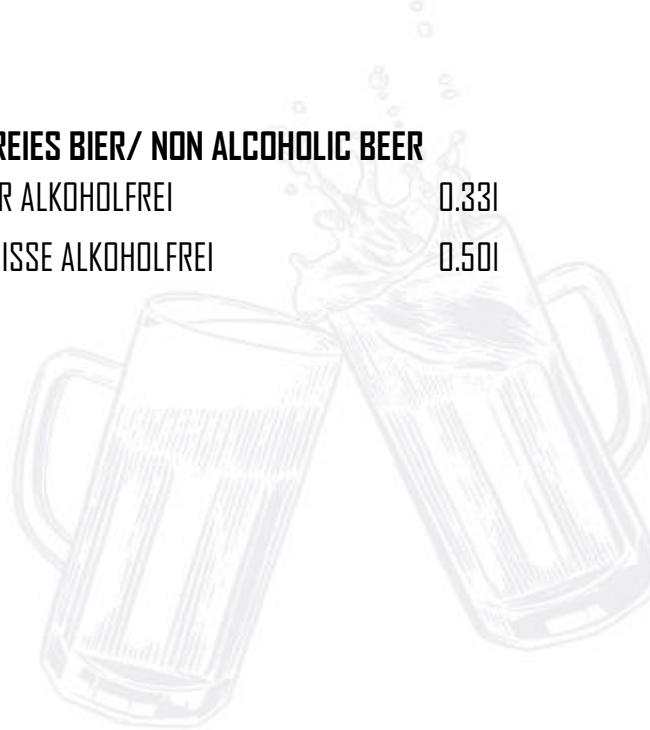 REIES BIER/ NON ALCOHOLIC BEER
R ALKOHOLFREI 0.33l
ISSE ALKOHOLFREI 0.50l